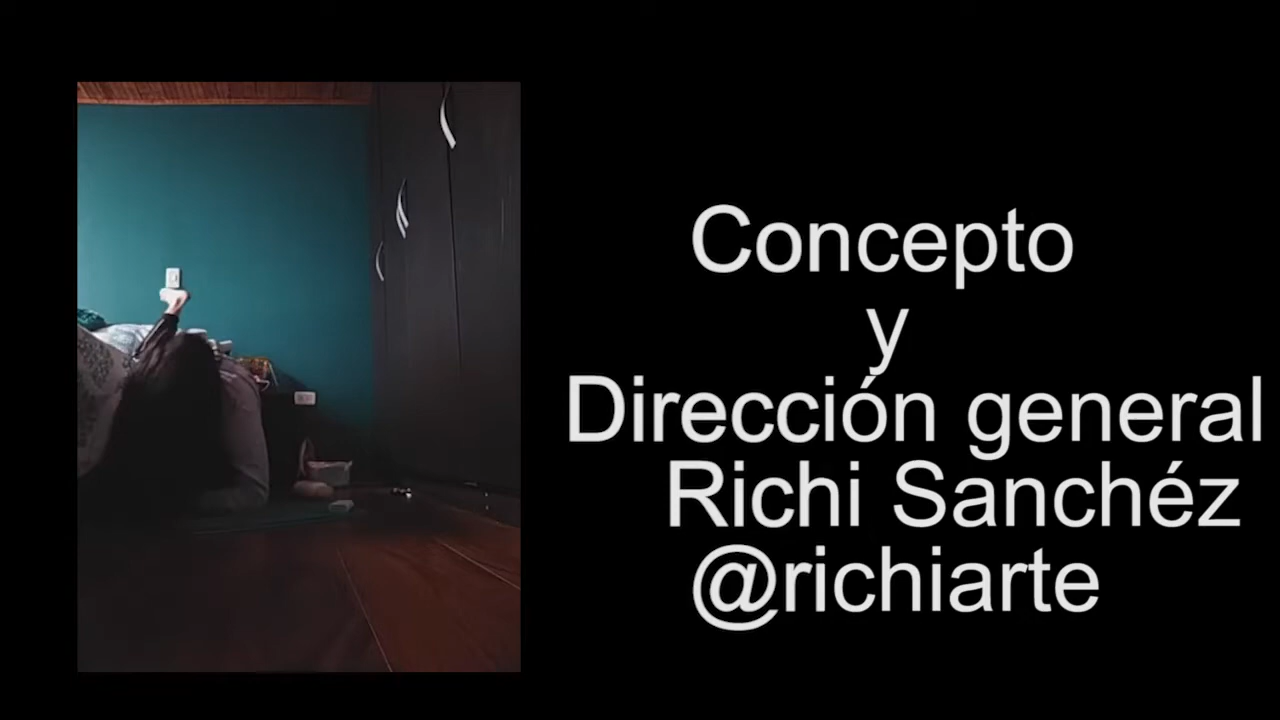 Concepto
y
Dirección general
Richi Sanchéz
@richiarte